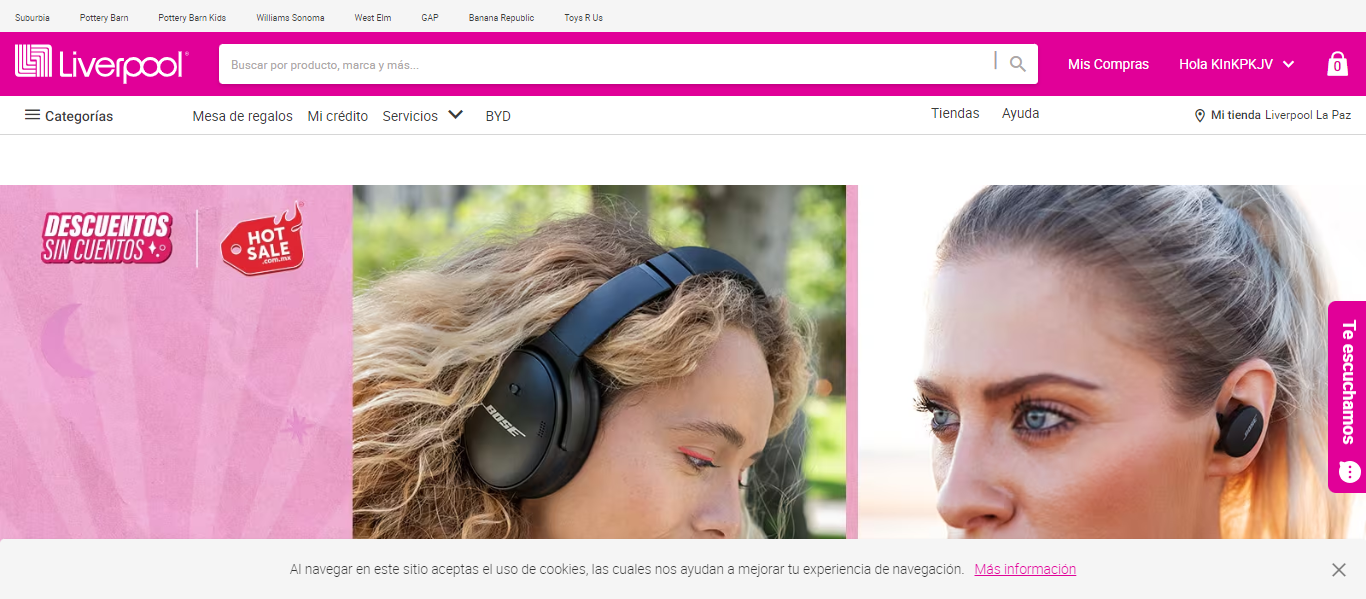 Suburbia Pottery Barn Pottery Barn Kids Williams Sonoma West Elm GAP Banana Republic Toys R Us
Liverpool
Buscar por producto, marca y más...
Mis Compras
Hola KInKPKJV
0
Categorías
Mesa de regalos Mi crédito Servicios BYD
Tiendas Ayuda
Mi tienda Liverpool La Paz
DESCUENTOS
SIN CUENTOS
HOT
SALE
.com.mx
BOSE
BOSE
Te escuchamos
Al navegar en este sitio aceptas el uso de cookies, las cuales nos ayudan a mejorar tu experiencia de navegación. Más información